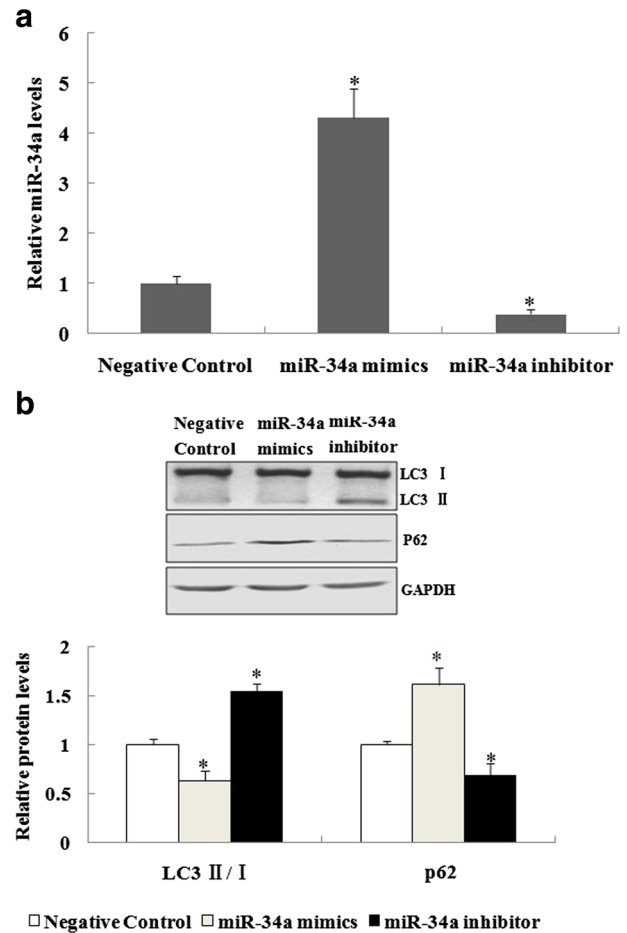 a
Relative miR-34a levels
6
5
4
3
2
1
0
*
*
Negative Control miR-34a mimics miR-34a inhibitor
b
Negative Control
miR-34a mimics
miR-34a inhibitor
LC3 Ⅰ
LC3 Ⅱ
P62
GAPDH
Relative protein levels
2
1.5
1
0.5
0
*
*
*
*
LC3 Ⅱ / Ⅰ
p62
Negative Control miR-34a mimics miR-34a inhibitor